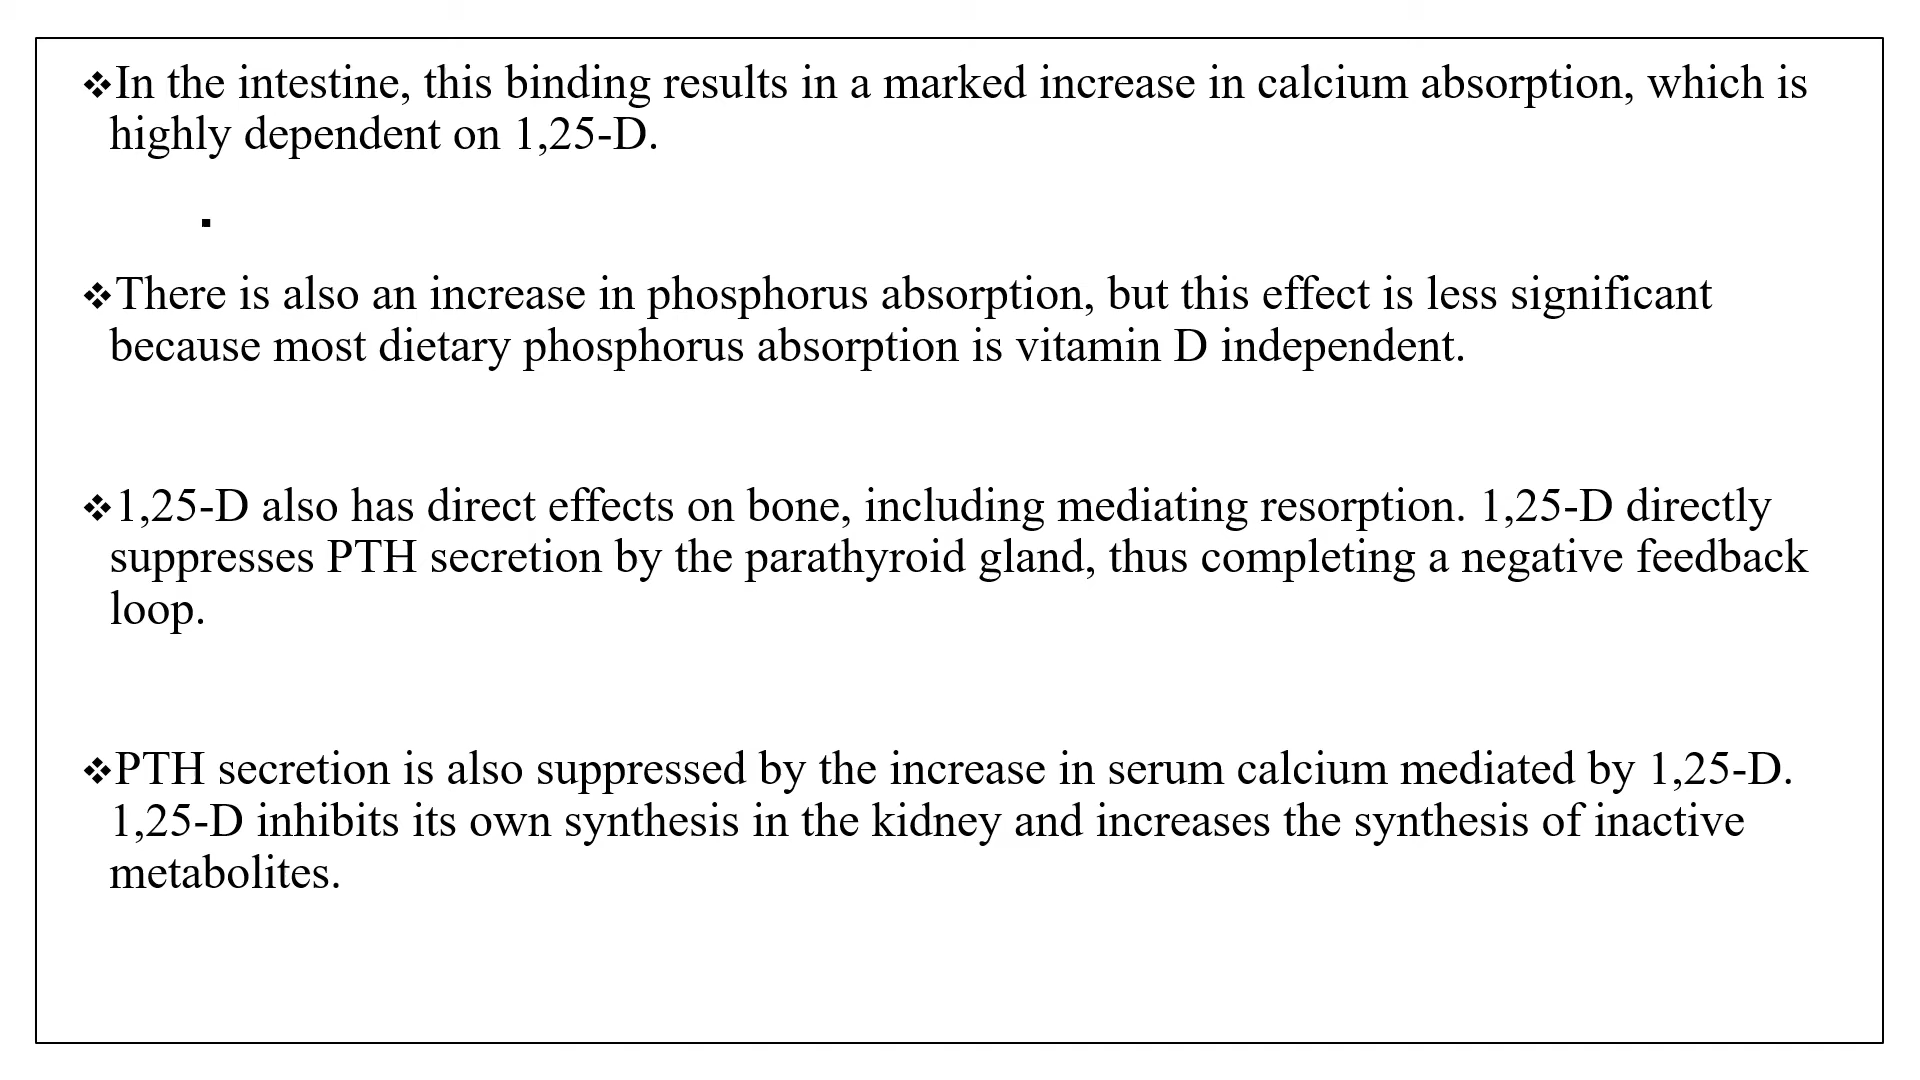 ❖In the intestine, this binding results in a marked increase in calcium absorption, which is
highly dependent on 1,25-D.
▪
❖There is also an increase in phosphorus absorption, but this effect is less significant
because most dietary phosphorus absorption is vitamin D independent.
❖1,25-D also has direct effects on bone, including mediating resorption. 1,25-D directly
suppresses PTH secretion by the parathyroid gland, thus completing a negative feedback
loop.
❖PTH secretion is also suppressed by the increase in serum calcium mediated by 1,25-D.
1,25-D inhibits its own synthesis in the kidney and increases the synthesis of inactive
metabolites.